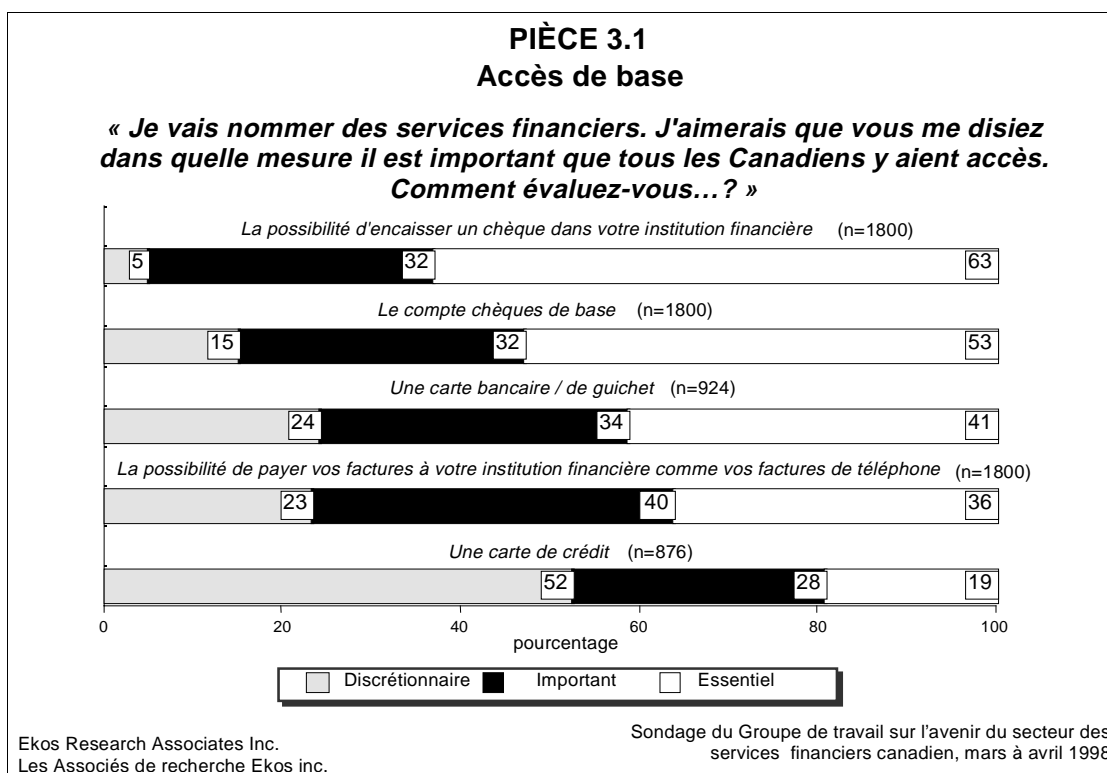 PIÈCE 3.1
Accès de base
« Je vais nommer des services financiers. J'aimerais que vous me disiez
dans quelle mesure il est important que tous les Canadiens y aient accès.
Comment évaluez-vous…? »
La possibilité d'encaisser un chèque dans votre institution financière (n=1800)
5 32 63
Le compte chèques de base (n=1800)
15 32 53
Une carte bancaire / de guichet (n=924)
24 34 41
La possibilité de payer vos factures à votre institution financière comme vos factures de téléphone (n=1800)
23 40 36
Une carte de crédit (n=876)
52 28 19
0 20 40 60 80 100
pourcentage
Discrétionnaire Important Essentiel
Ekos Research Associates Inc.
Les Associés de recherche Ekos inc.
Sondage du Groupe de travail sur l'avenir du secteur des
services financiers canadien, mars à avril 1998